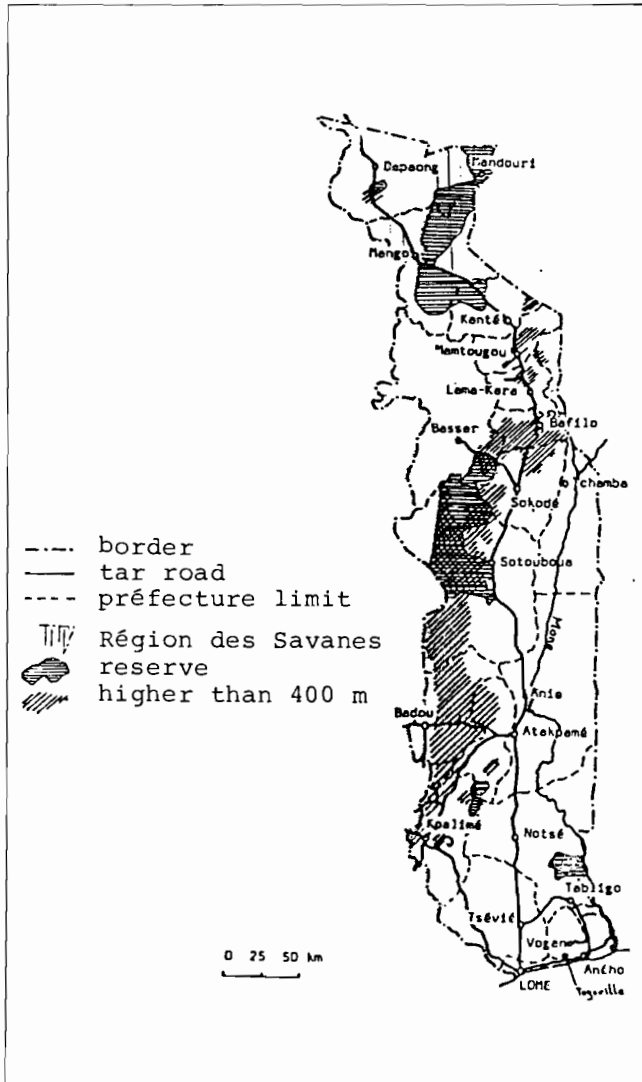 Dapaong
Mandouri
Mango
Kanté
Mamtougou
Lama-Kara
Bafilo
Bassar
chamba
Sokodé
Sotouboua
border
tar road
préfecture limit
Région des Savanes
reserve
higher than 400 m
Mono
Anie
Badou
Atakpamé
Kpalimé
Notsé
Tabligo
Tsévié
Vogan
0 25 50 km
Aného
LOME
Togoville